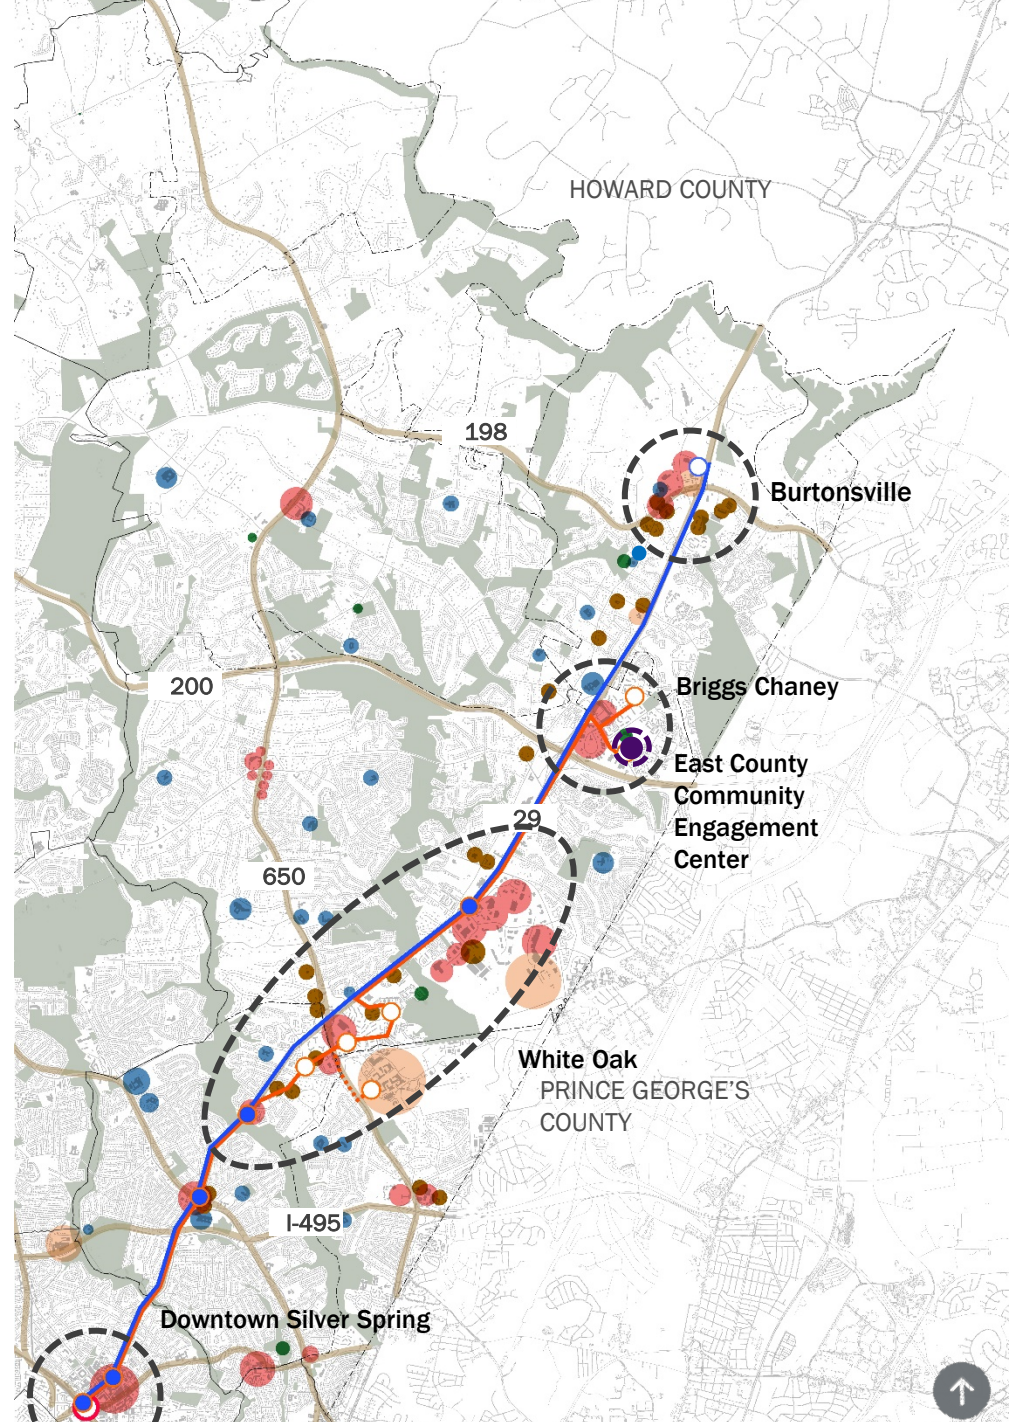 HOWARD COUNTY
198
Burtonsville
200
Briggs Chaney
East County
Community
Engagement
Center
29
650
White Oak
PRINCE GEORGE'S
COUNTY
I-495
Downtown Silver Spring